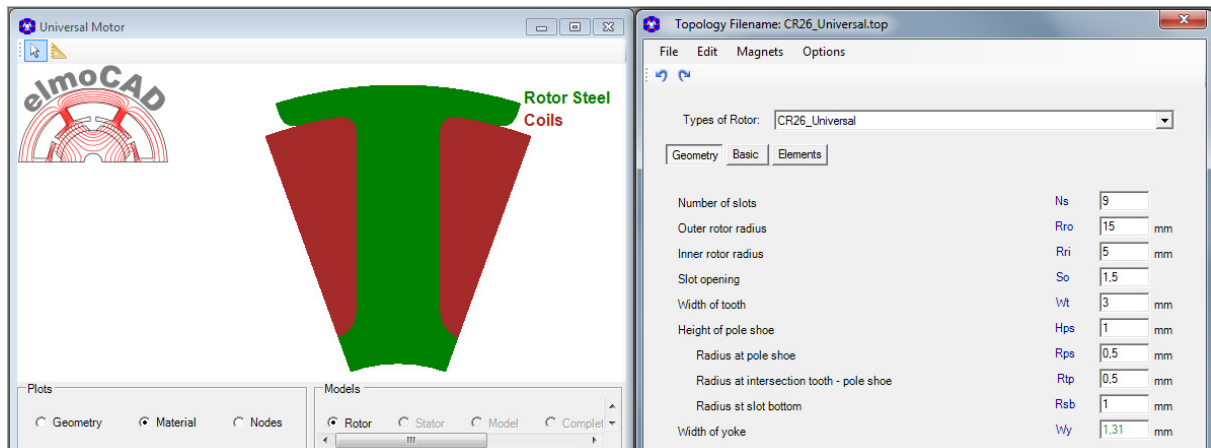 Universal Motor
elmoCAD
Rotor Steel
Coils
Plots
Geometry
Material
Nodes
Models
Rotor
Stator
Model
Complet
Topology Filename: CR26_Universal.top
File Edit Magnets Options
Types of Rotor: CR26_Universal
Geometry Basic Elements
Number of slots Ns 9
Outer rotor radius Rro 15 mm
Inner rotor radius Rri 5 mm
Slot opening So 1,5 mm
Width of tooth Wt 3 mm
Height of pole shoe Hps 1 mm
Radius at pole shoe Rps 0,5 mm
Radius at intersection tooth - pole shoe Rtp 0,5 mm
Radius st slot bottom Rsb 1 mm
Width of yoke Wy 1,31 mm